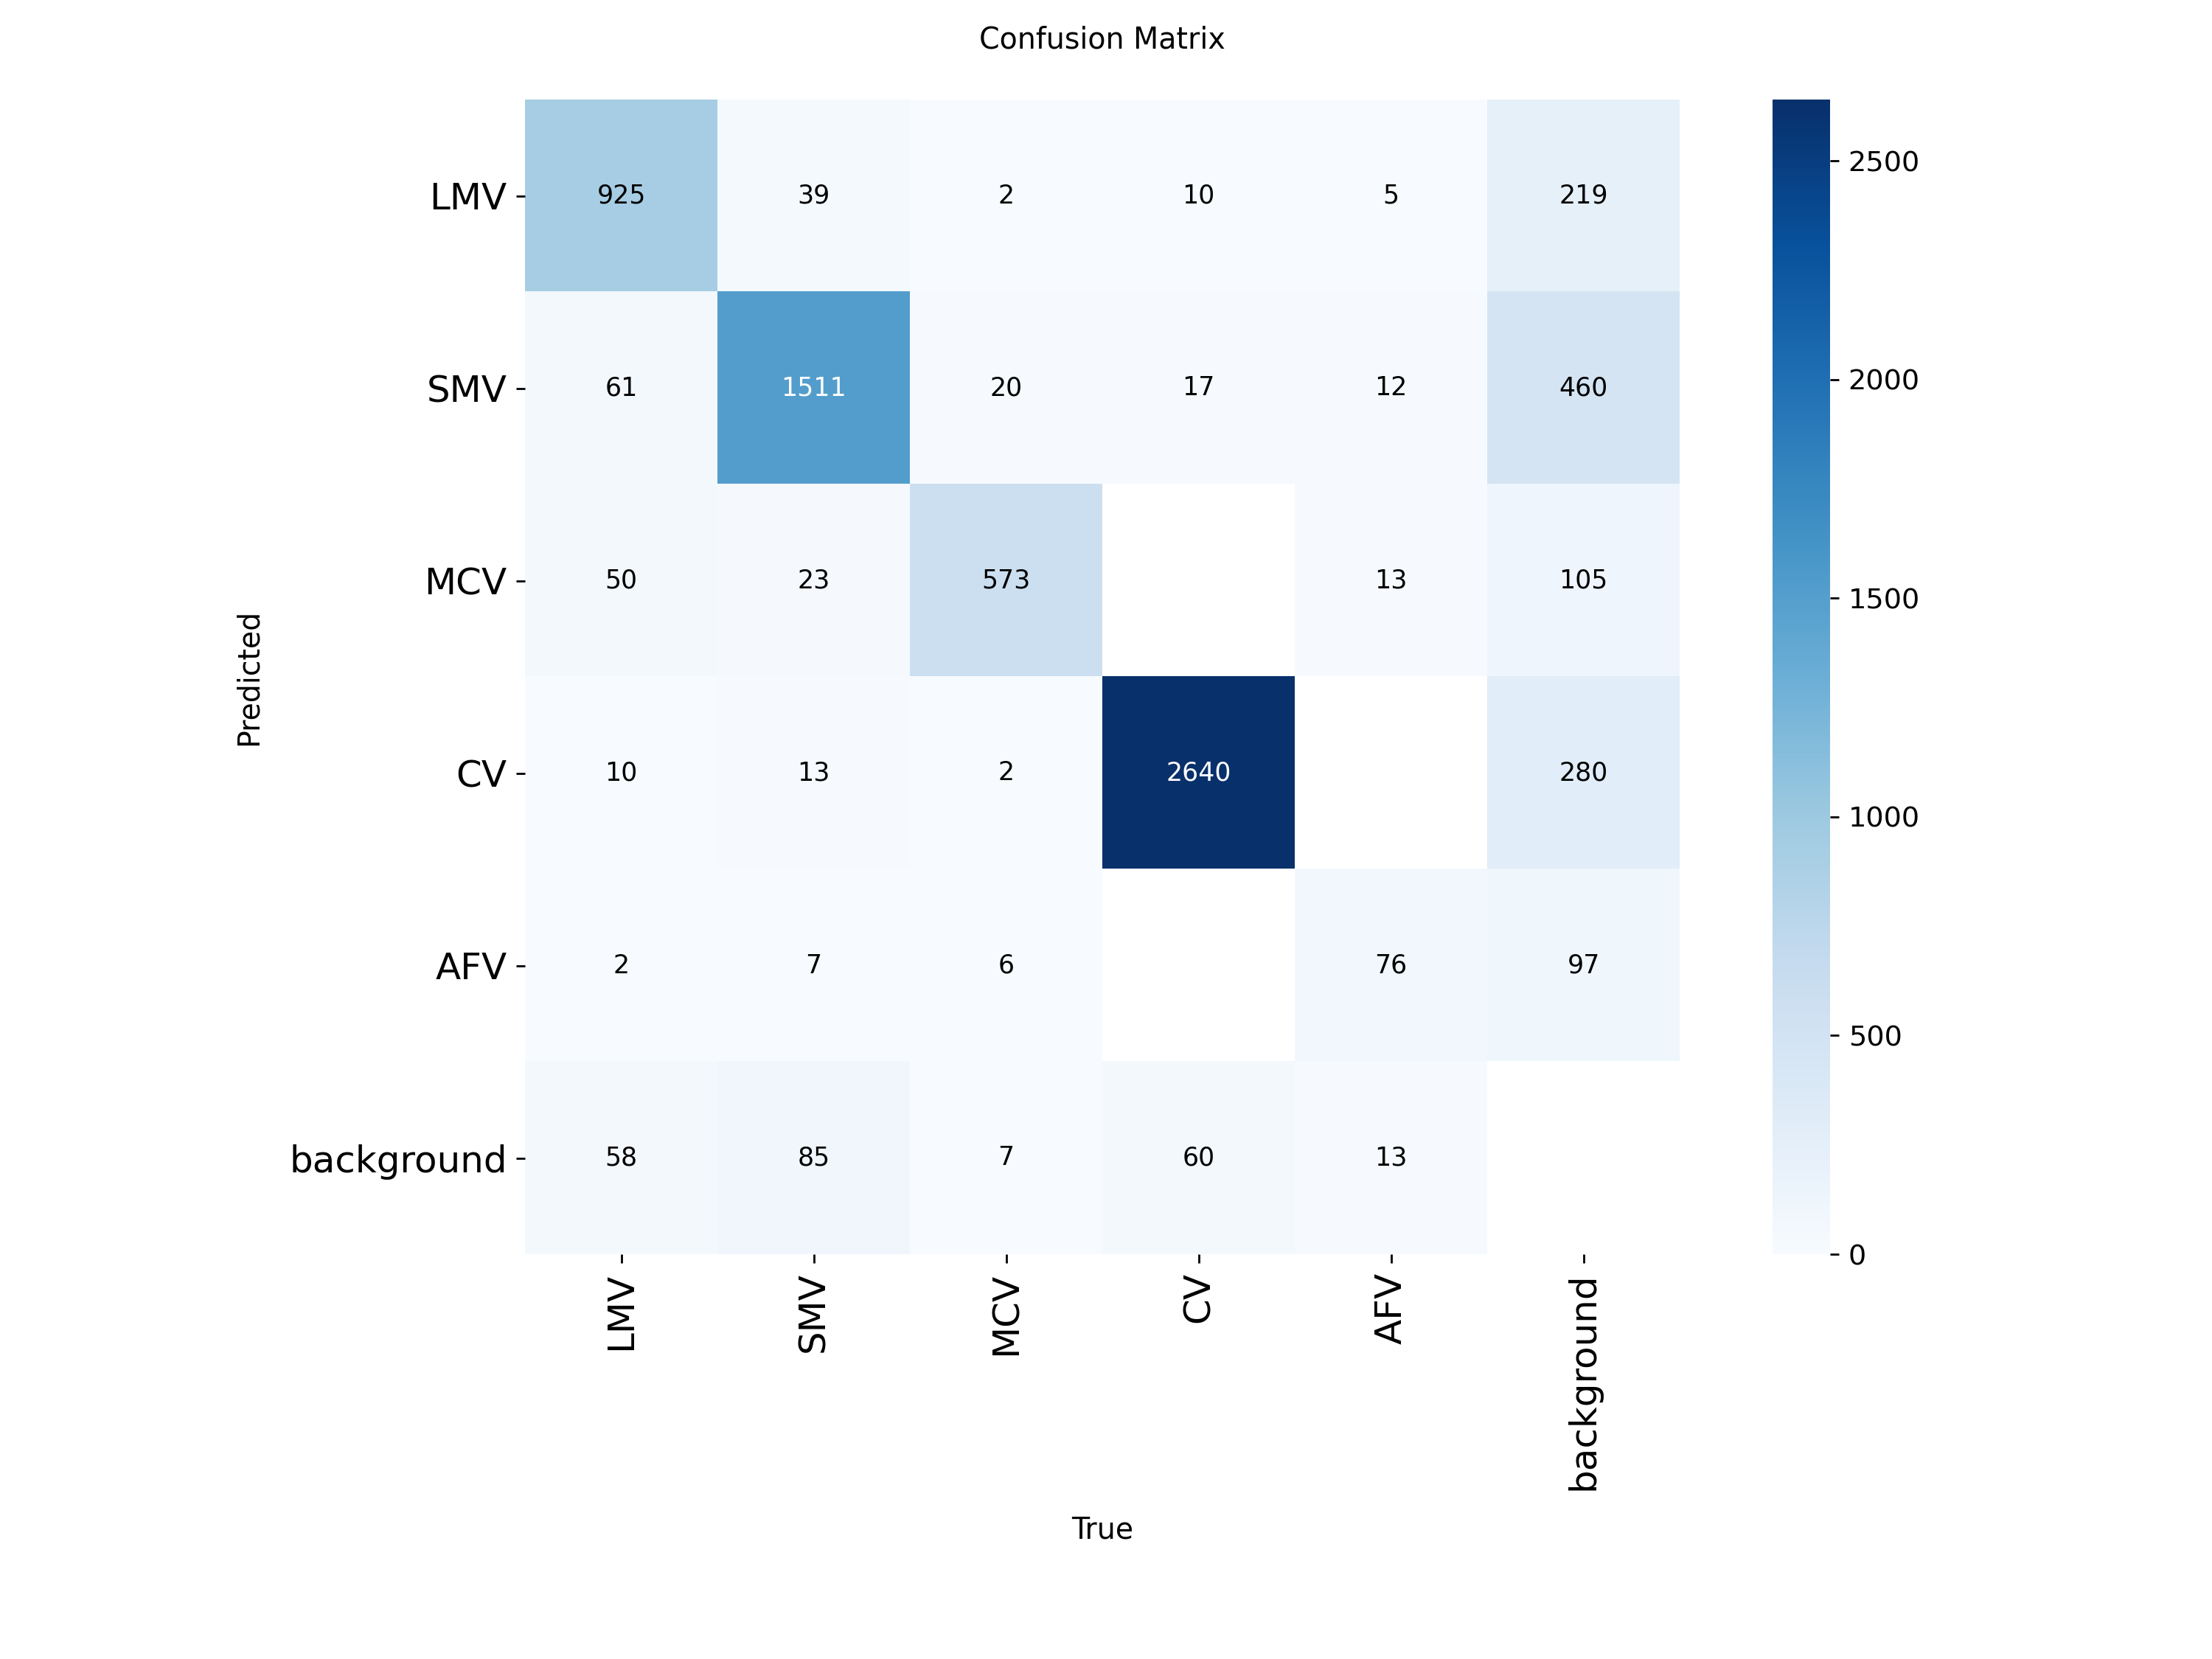 Confusion Matrix
Predicted
LMV 925 39 2 10 5 219
SMV 61 1511 20 17 12 460
MCV 50 23 573 13 105
CV 10 13 2 2640 280
AFV 2 7 6 76 97
background 58 85 7 60 13
LMV SMV MCV CV AFV background
True
2500
2000
1500
1000
500
0